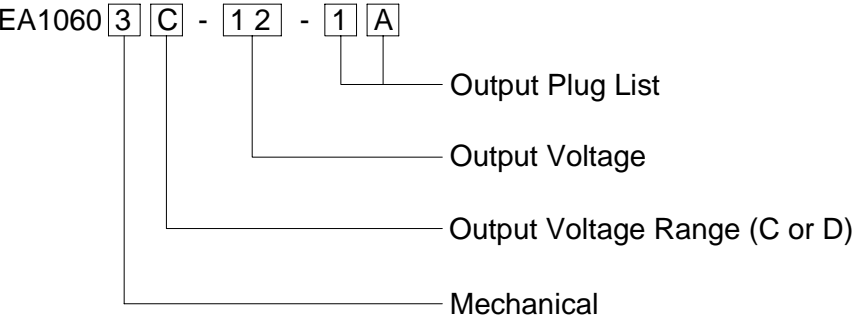 EA1060 3 C - 1 2 - 1 A
Output Plug List
Output Voltage
Output Voltage Range (C or D)
Mechanical